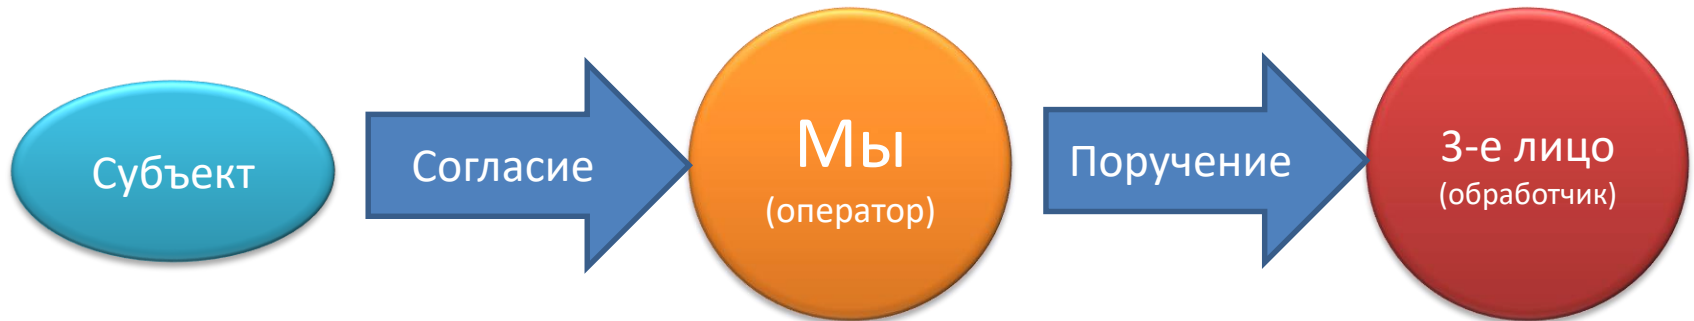 Субъект
Согласие
Мы
(оператор)
Поручение
3-е лицо
(обработчик)